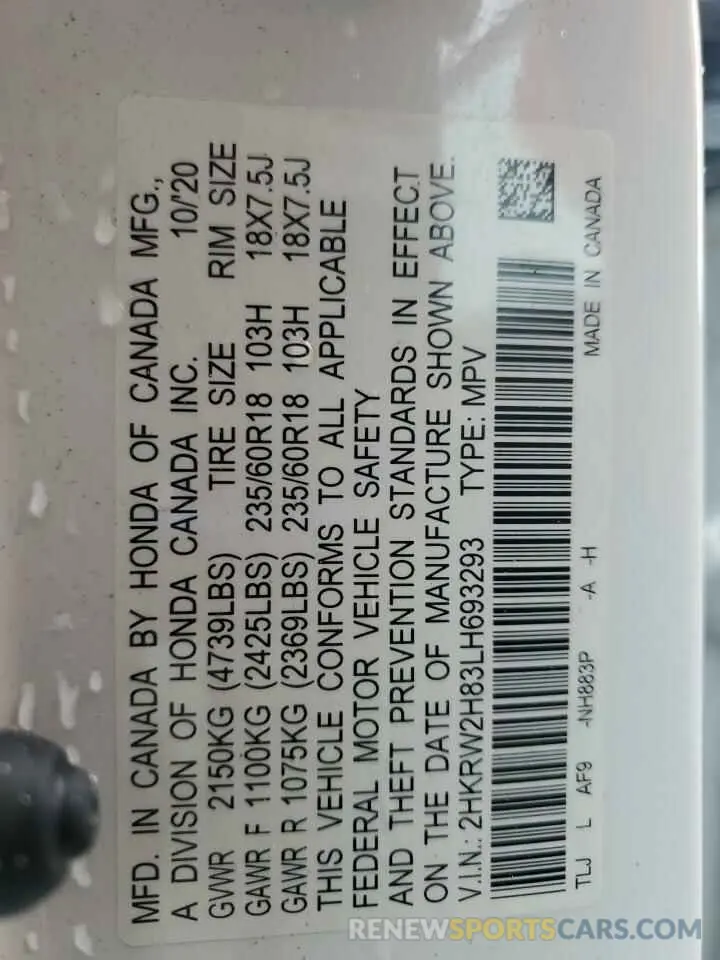 MFD. IN CANADA BY HONDA OF CANADA MFG.,
A DIVISION OF HONDA CANADA INC. 10/'20
GVWR 2150KG (4739LBS) TIRE SIZE RIM SIZE
GAWR F 1100KG (2425LBS) 235/60R18 103H 18X7.5J
GAWR R 1075KG (2369LBS) 235/60R18 103H 18X7.5J
THIS VEHICLE CONFORMS TO ALL APPLICABLE
FEDERAL MOTOR VEHICLE SAFETY
AND THEFT PREVENTION STANDARDS IN EFFECT
ON THE DATE OF MANUFACTURE SHOWN ABOVE.
V.I.N.: 2HKRW2H83LH693293 TYPE: MPV
TLJ L AF9 -NH883P -A -H MADE IN CANADA
RENEWSPORTSCARS.COM